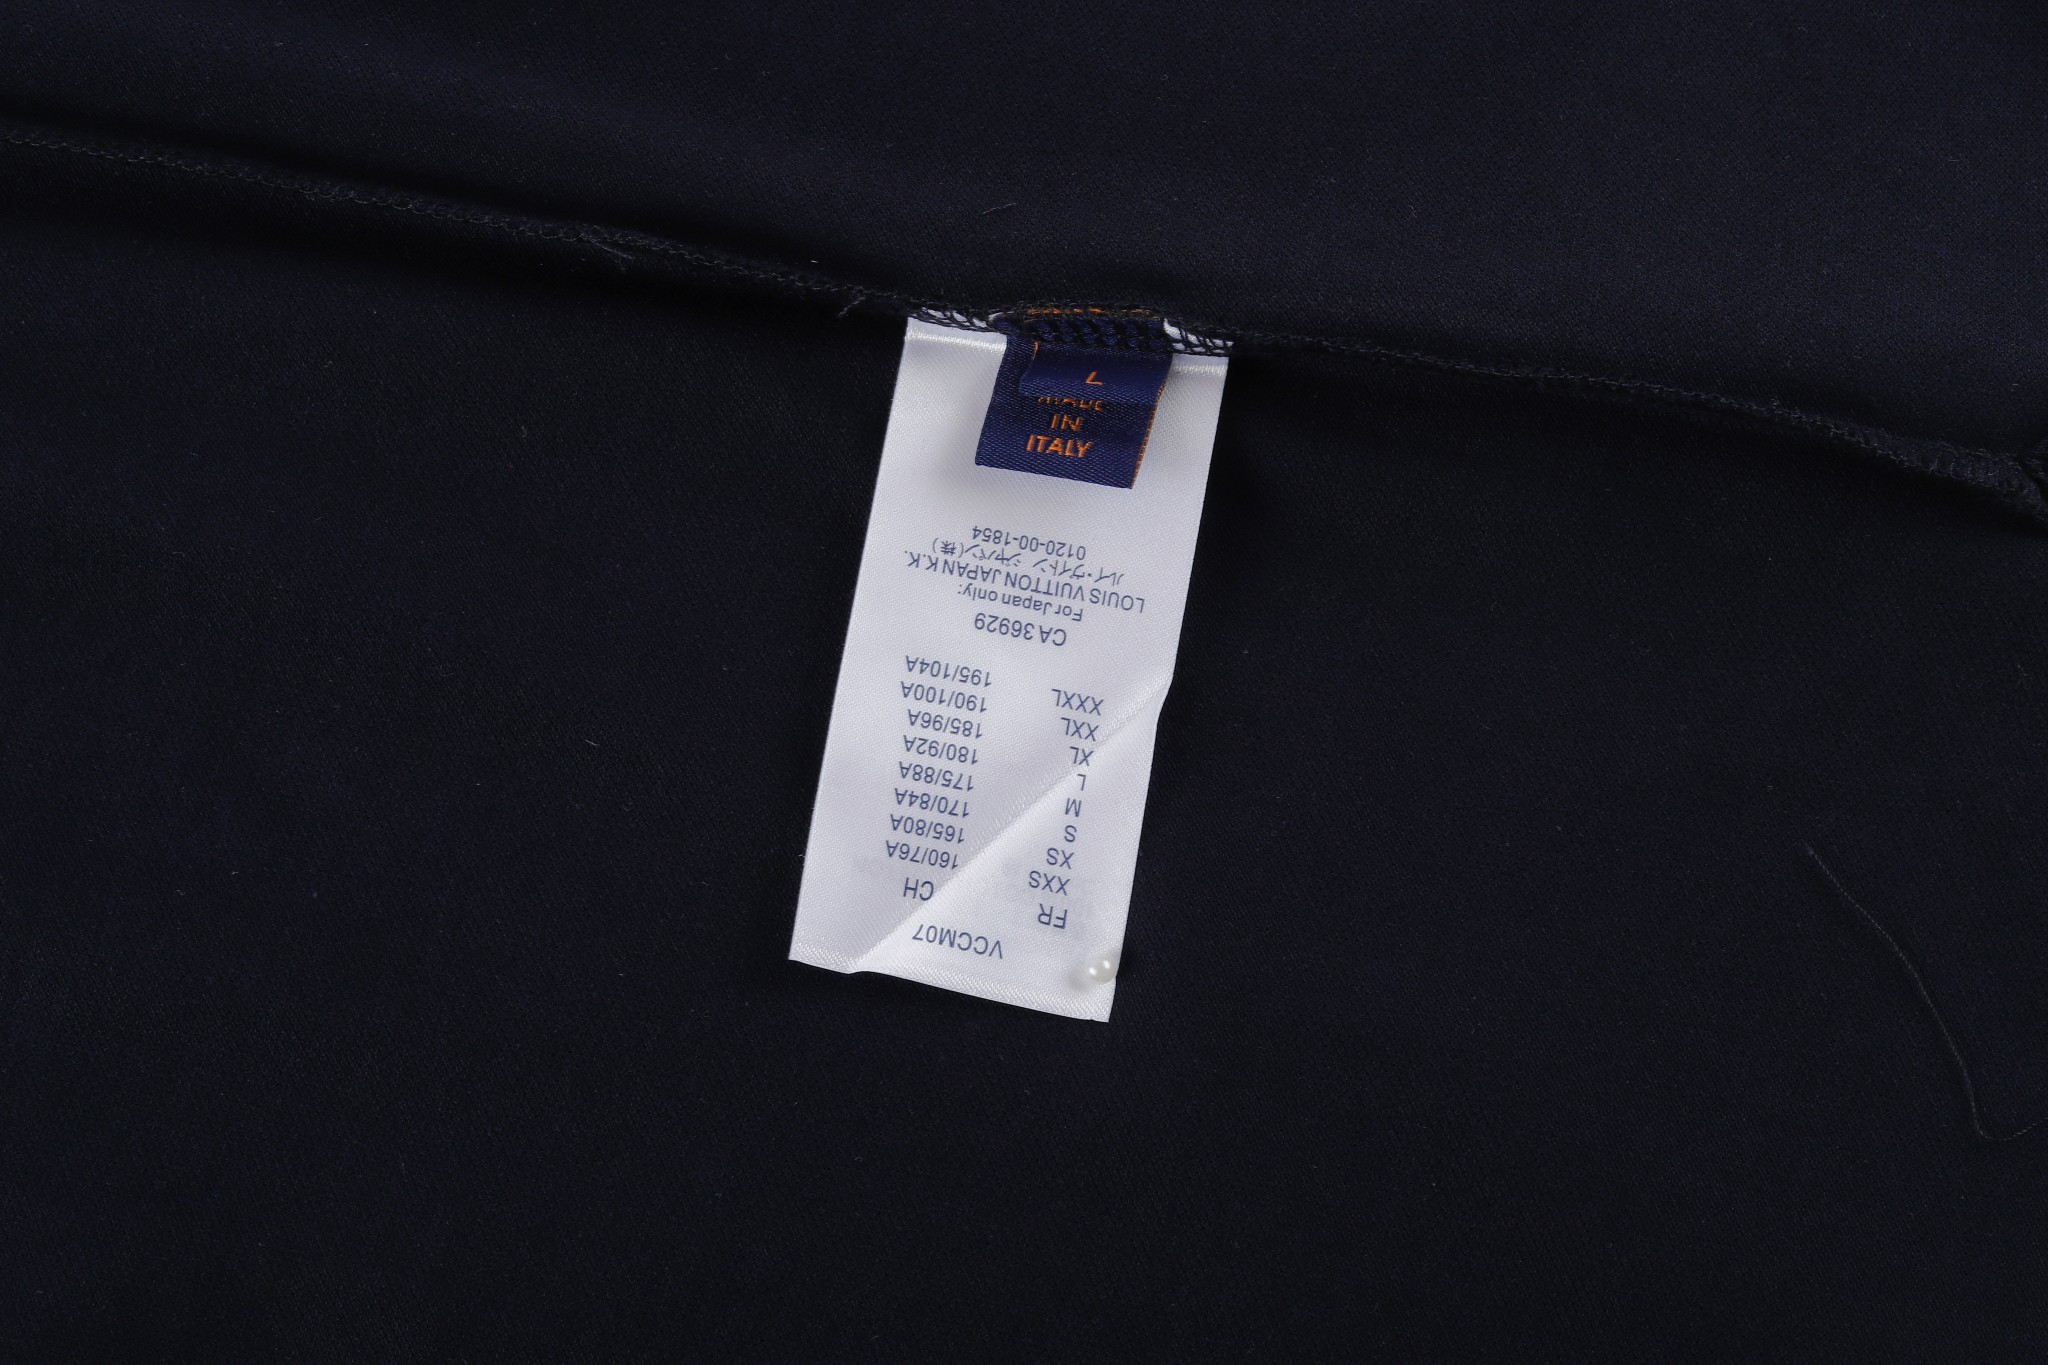 L
MADE
IN
ITALY
VCCM07
FR CH
XXS 160/76A
XS 165/80A
S 170/84A
M 175/88A
L 180/92A
XL 185/96A
XXL 190/100A
XXXL 195/104A
CA 36929
For Japan only:
LOUIS VUITTON JAPAN K.K.
ルイ・ヴィトン ジャパン(株)
0120-00-1854